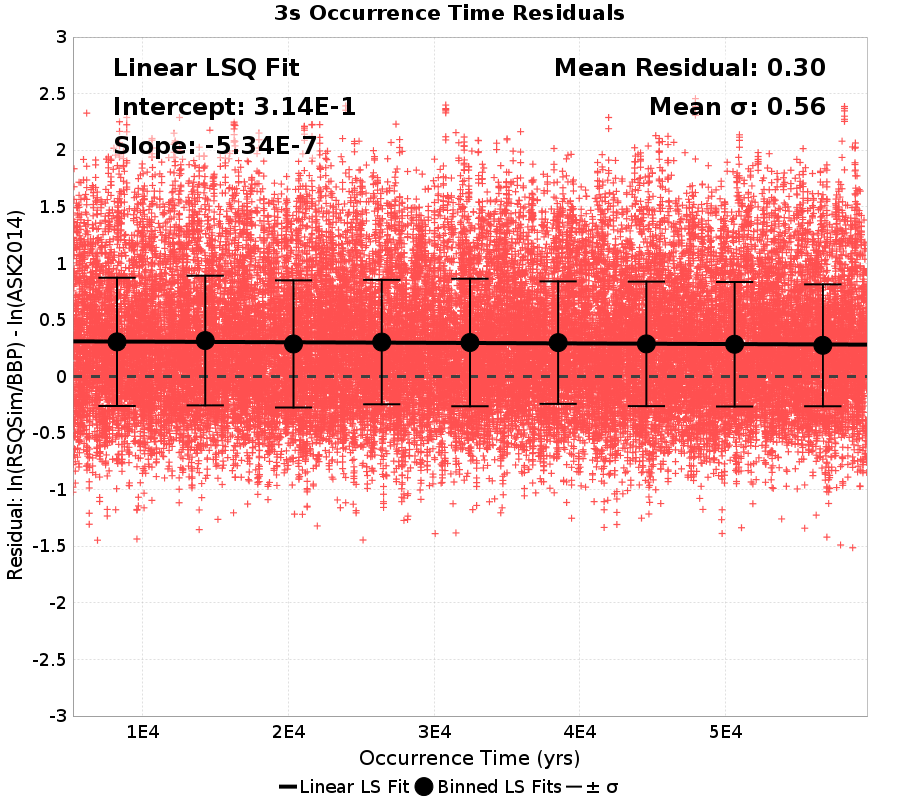 3s Occurrence Time Residuals
Linear LSQ Fit
Mean Residual: 0.30
Intercept: 3.14E-1
Mean σ: 0.56
Slope: -5.34E-7
Residual: ln(RSQSim/BBP) - ln(ASK2014)
3
2.5
2
1.5
1
0.5
0
-0.5
-1
-1.5
-2
-2.5
-3
1E4
2E4
3E4
4E4
5E4
Occurrence Time (yrs)
Linear LS Fit
Binned LS Fits
± σ